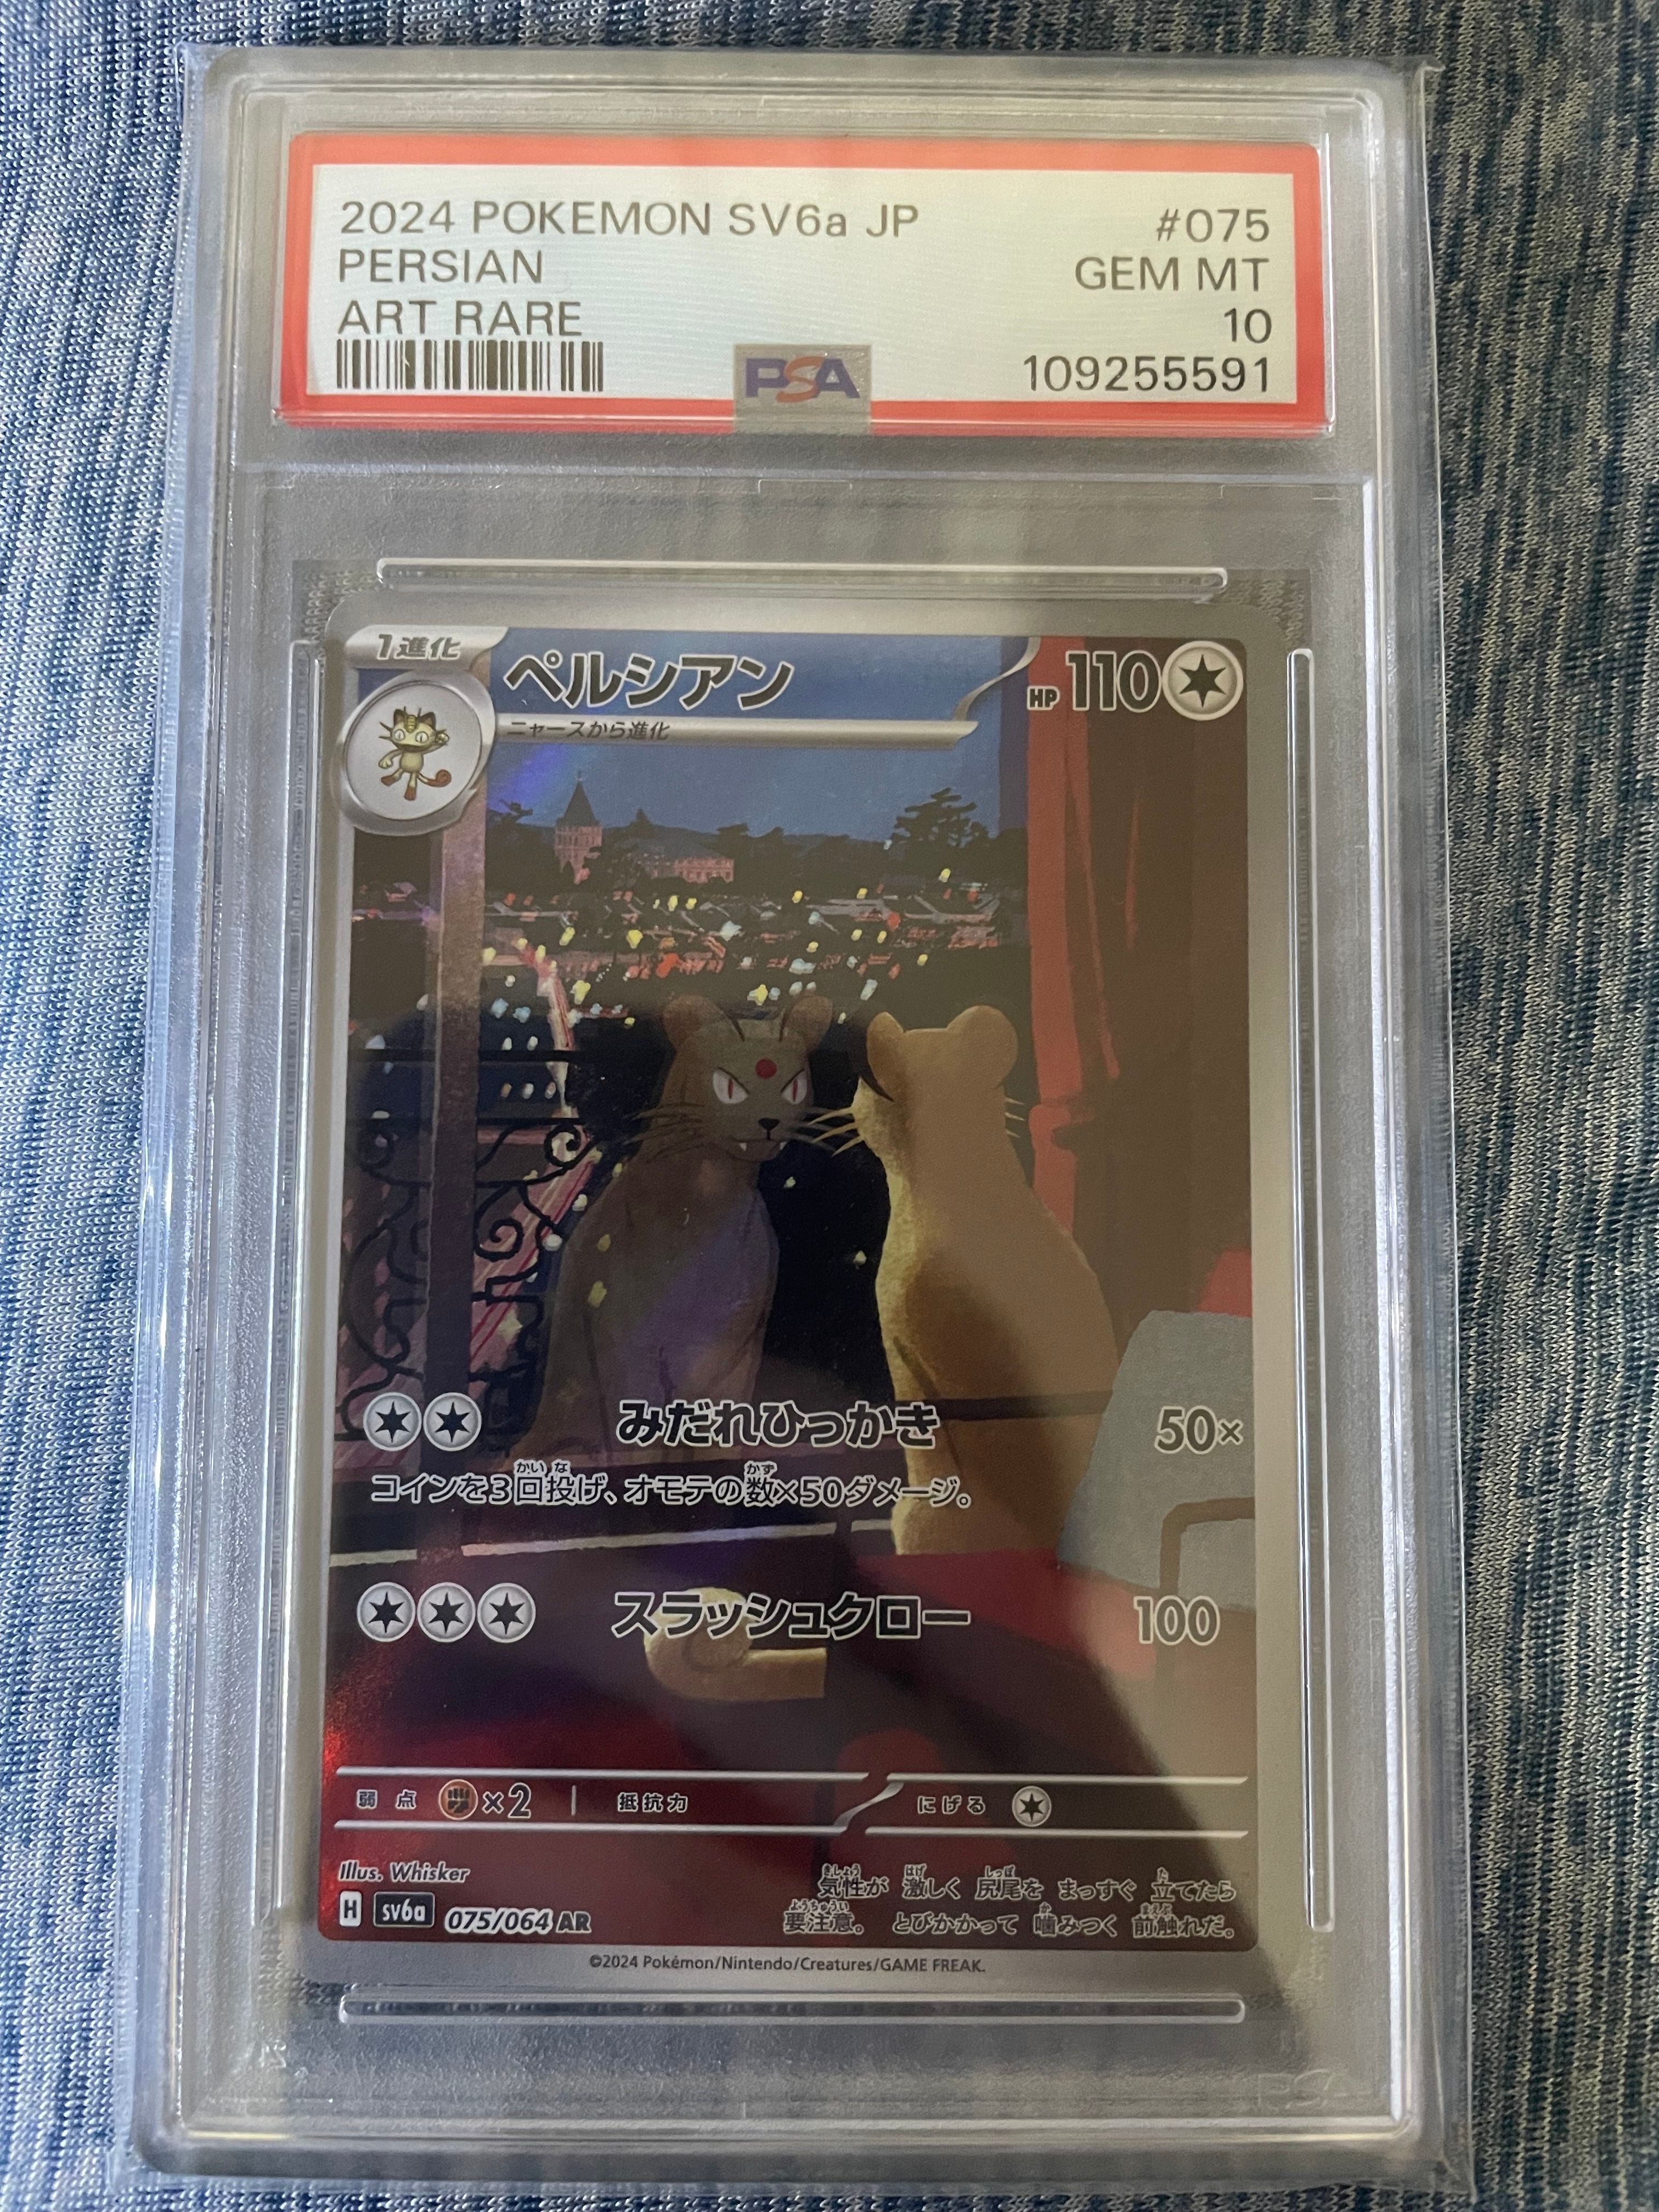 2024 POKEMON SV6a JP #075
PERSIAN GEM MT
ART RARE 10
PSA 109255591
1進化 ペルシアン HP 110
ニャースから進化
みだれひっかき 50×
コインを3回投げ、オモテの数×50ダメージ。
スラッシュクロー 100
弱点 ×2 抵抗力 にげる
Illus. Whisker
気性が 激しく 尻尾を まっすぐ 立てたら
要注意。 とびかかって 噛みつく 前触れだ。
H sv6a 075/064 AR
©2024 Pokémon/Nintendo/Creatures/GAME FREAK.